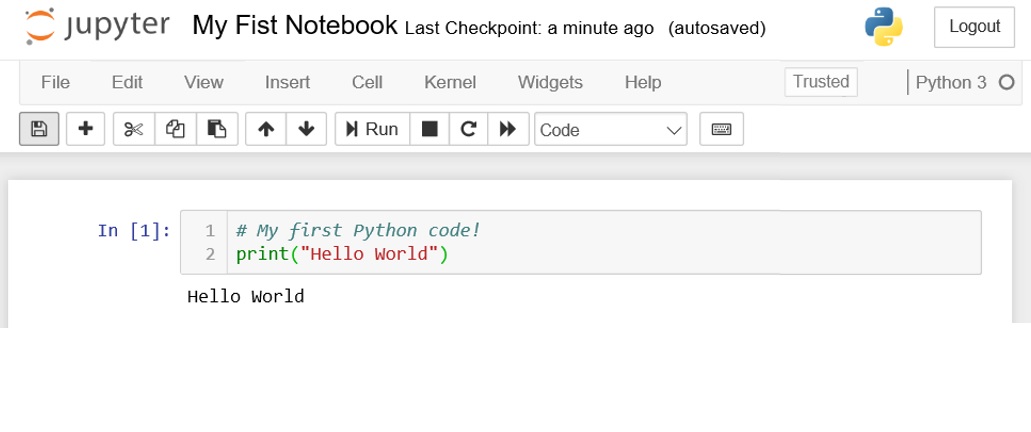 jupyter My Fist Notebook Last Checkpoint: a minute ago (autosaved) Logout
File Edit View Insert Cell Kernel Widgets Help Trusted Python 3
Run Code
In [1]: 1 # My first Python code!
2 print("Hello World")
Hello World